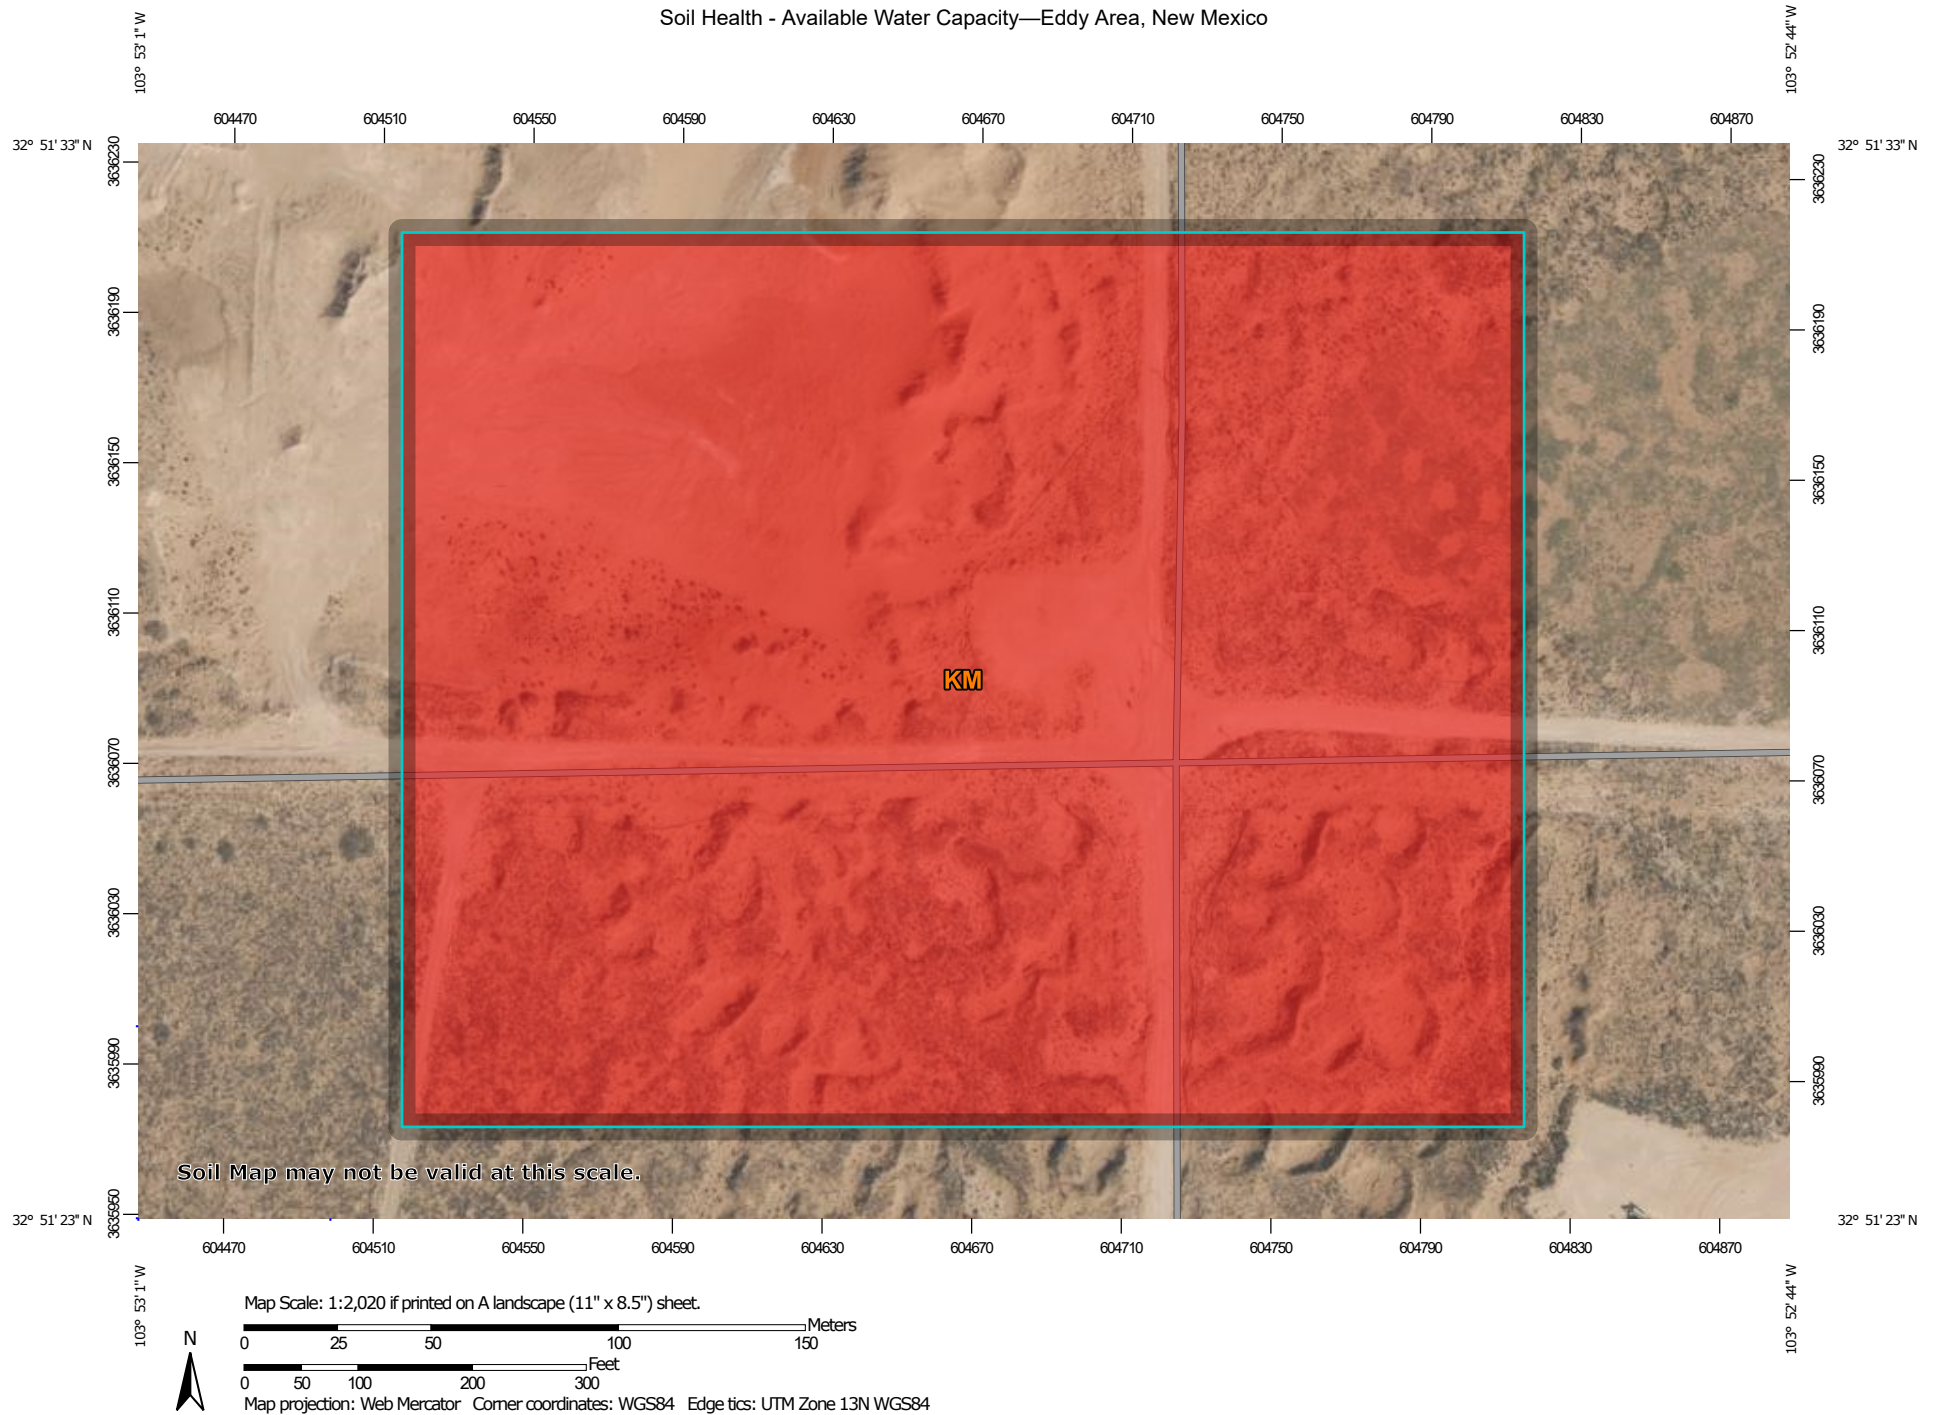 Soil Health - Available Water Capacity—Eddy Area, New Mexico
103° 53' 1'' W
103° 52' 44'' W
604470 604510 604550 604590 604630 604670 604710 604750 604790 604830 604870
32° 51' 33'' N
32° 51' 33'' N
3636230
3636230
3636190
3636190
3636150
3636150
3636110
3636110
KM
3636070
3636070
3636030
3636030
3635990
3635990
Soil Map may not be valid at this scale.
3635950
32° 51' 23'' N
32° 51' 23'' N
604470 604510 604550 604590 604630 604670 604710 604750 604790 604830 604870
103° 53' 1'' W
103° 52' 44'' W
Map Scale: 1:2,020 if printed on A landscape (11" x 8.5") sheet.
Meters
N
0 25 50 100 150
Feet
0 50 100 200 300
Map projection: Web Mercator Corner coordinates: WGS84 Edge tics: UTM Zone 13N WGS84